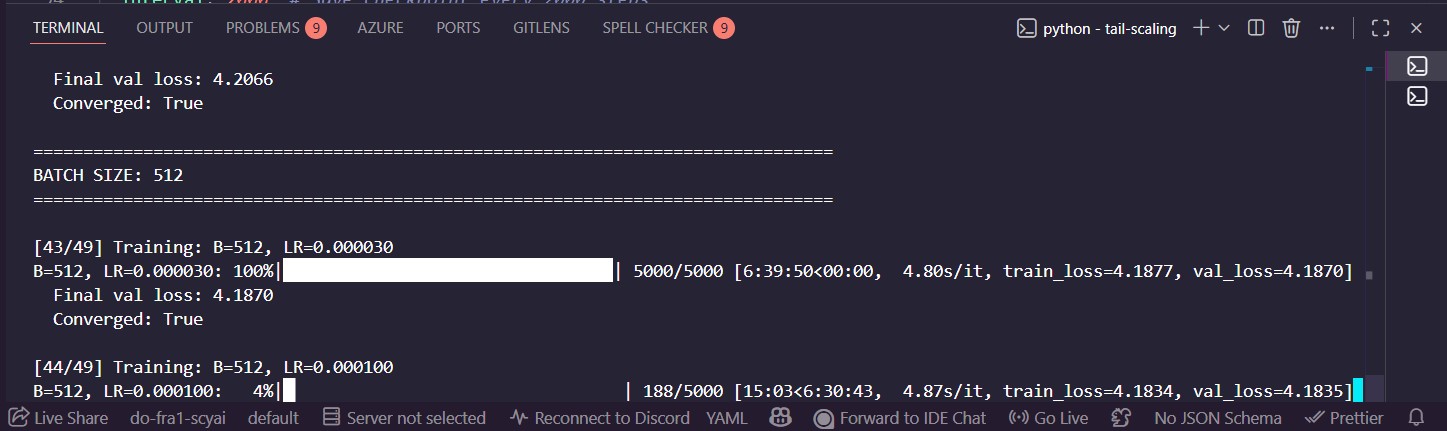 TERMINAL OUTPUT PROBLEMS 9 AZURE PORTS GITLENS SPELL CHECKER 9 python - tail-scaling
Final val loss: 4.2066
Converged: True
================================================================================
BATCH SIZE: 512
================================================================================
[43/49] Training: B=512, LR=0.000030
B=512, LR=0.000030: 100%| | 5000/5000 [6:39:50<00:00, 4.80s/it, train_loss=4.1877, val_loss=4.1870]
Final val loss: 4.1870
Converged: True
[44/49] Training: B=512, LR=0.000100
B=512, LR=0.000100: 4%| | 188/5000 [15:03<6:30:43, 4.87s/it, train_loss=4.1834, val_loss=4.1835]
Live Share do-fra1-scyai default Server not selected Reconnect to Discord YAML Forward to IDE Chat Go Live No JSON Schema Prettier